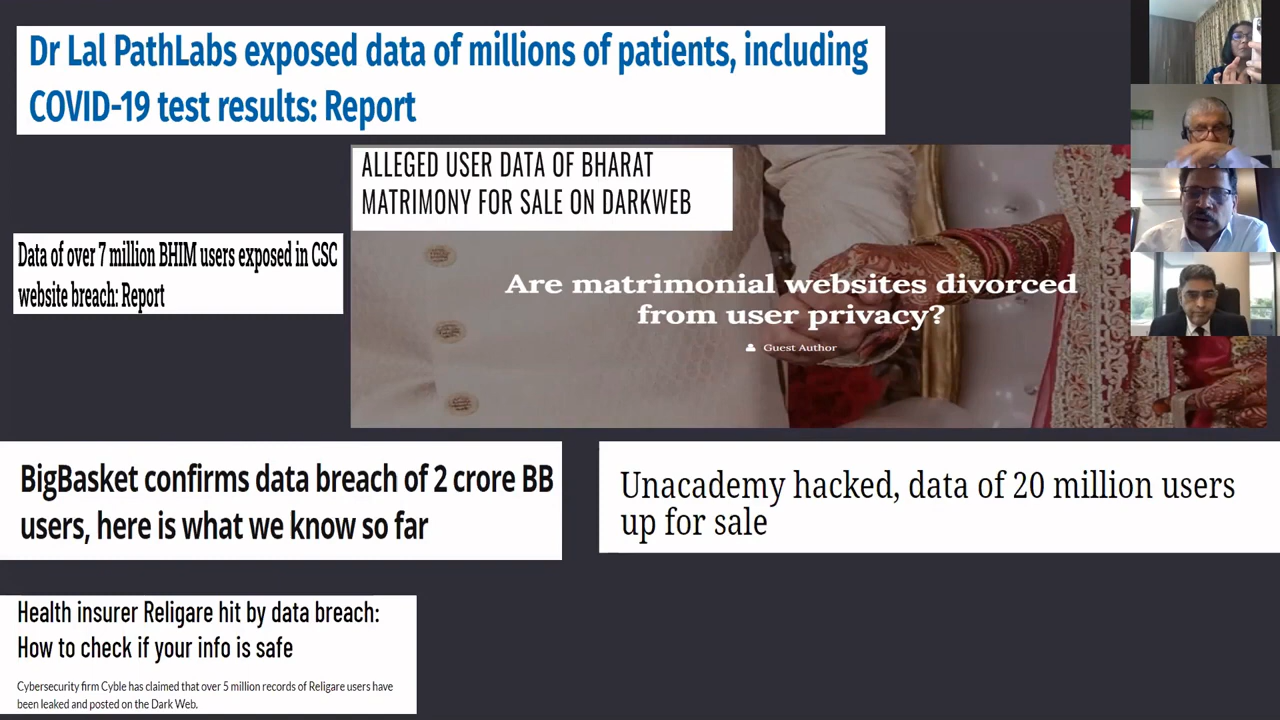 Dr Lal PathLabs exposed data of millions of patients, including
COVID-19 test results: Report
ALLEGED USER DATA OF BHARAT
MATRIMONY FOR SALE ON DARKWEB
Data of over 7 million BHIM users exposed in CSC
website breach: Report
Are matrimonial websites divorced
from user privacy?
Guest Author
BigBasket confirms data breach of 2 crore BB
users, here is what we know so far
Unacademy hacked, data of 20 million users
up for sale
Health insurer Religare hit by data breach:
How to check if your info is safe
Cybersecurity firm Cyble has claimed that over 5 million records of Religare users have
been leaked and posted on the Dark Web.